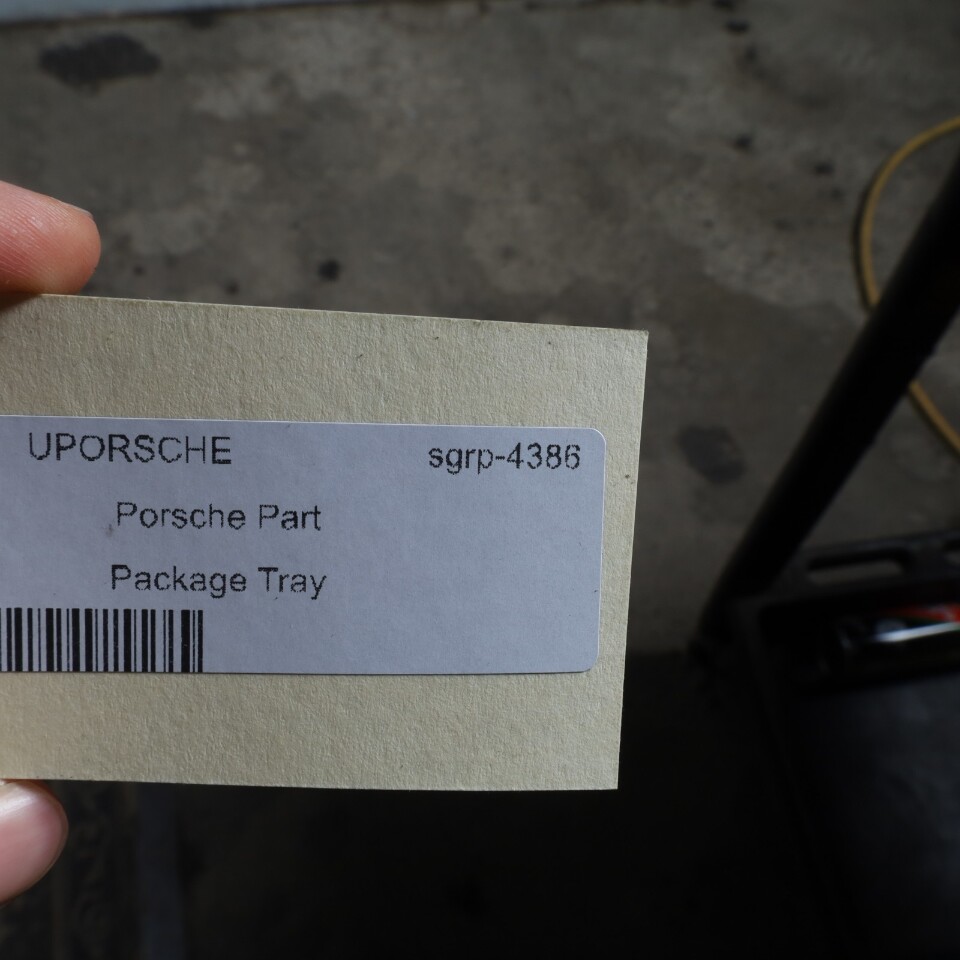 UPORSCHE sgrp-4386
Porsche Part
Package Tray